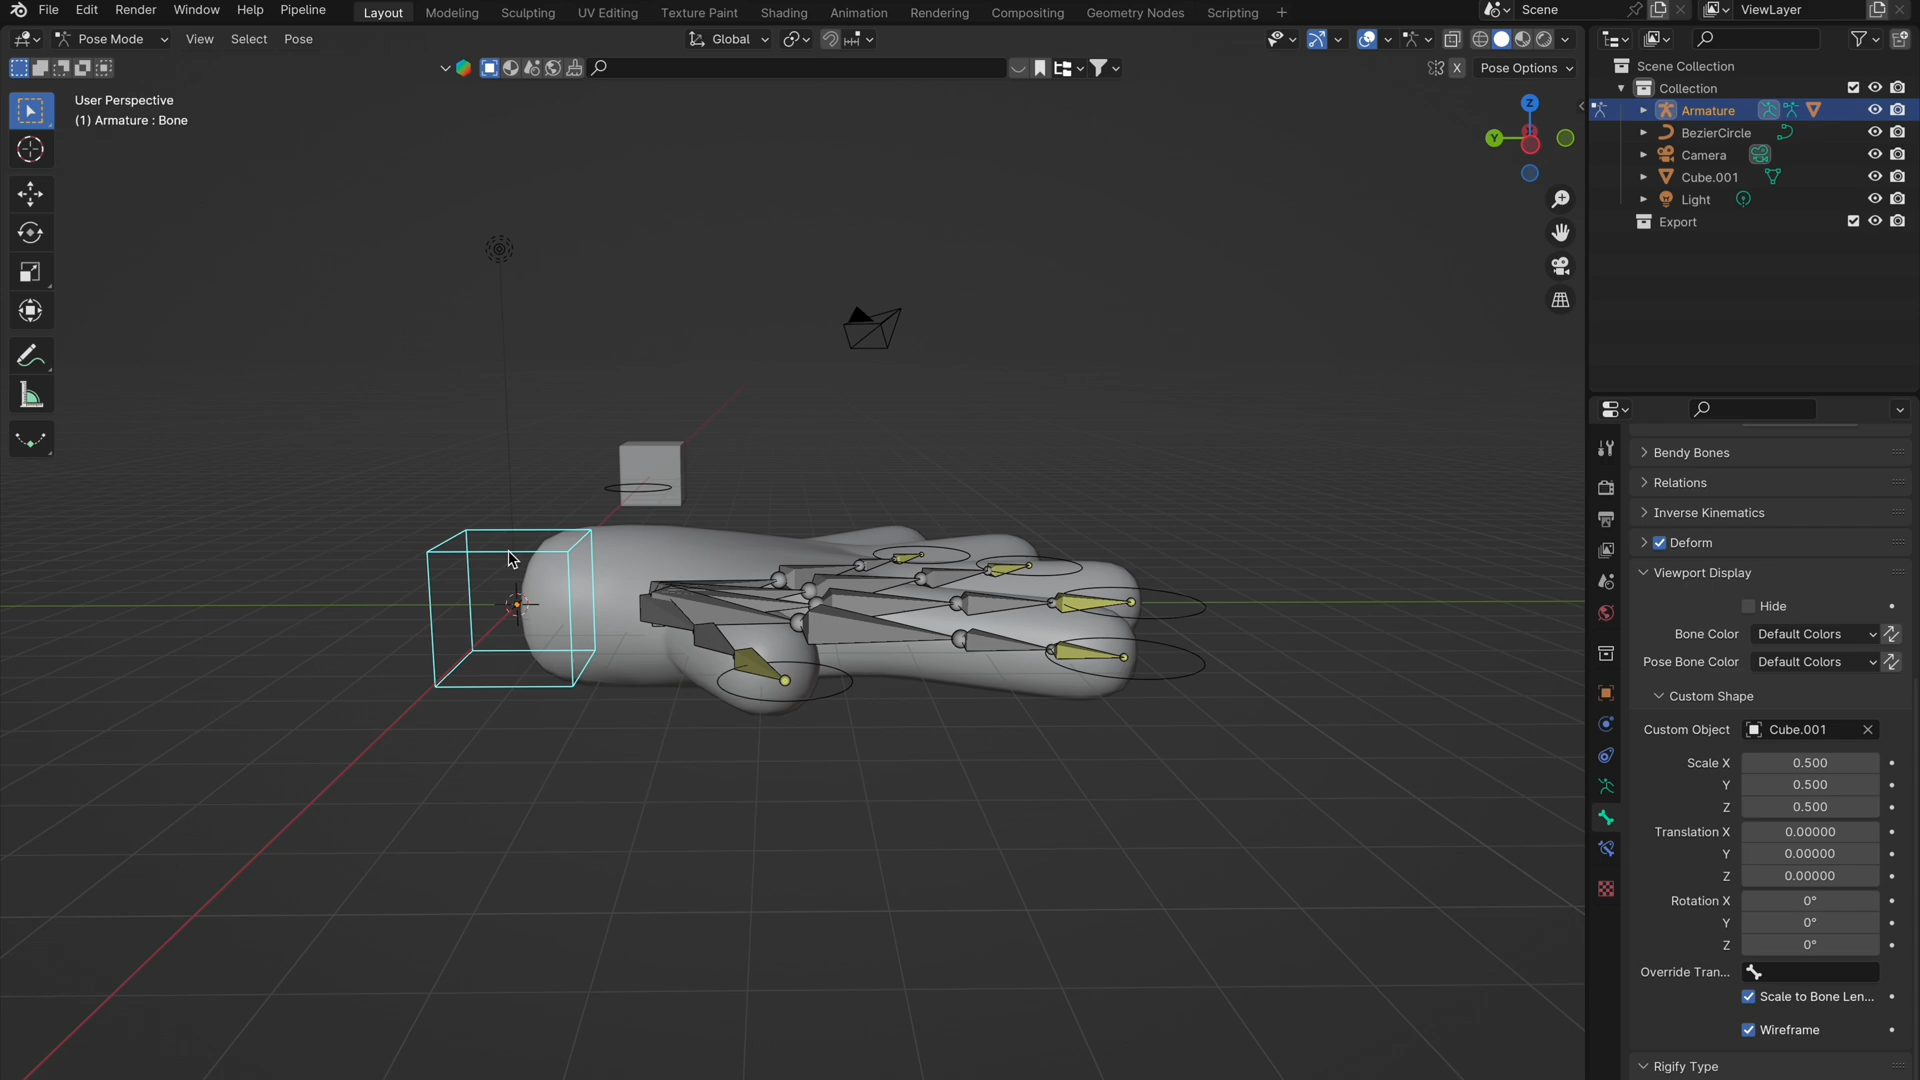 File Edit Render Window Help Pipeline Layout Modeling Sculpting UV Editing Texture Paint Shading Animation Rendering Compositing Geometry Nodes Scripting + Scene ViewLayer
Pose Mode View Select Pose Global
X Pose Options
User Perspective
(1) Armature : Bone
Z
Y
Scene Collection
Collection
Armature
BezierCircle
Camera
Cube.001
Light
Export
Bendy Bones
Relations
Inverse Kinematics
Deform
Viewport Display
Hide
Bone Color Default Colors
Pose Bone Color Default Colors
Custom Shape
Custom Object Cube.001
Scale X 0.500
Y 0.500
Z 0.500
Translation X 0.00000
Y 0.00000
Z 0.00000
Rotation X 0°
Y 0°
Z 0°
Override Tran...
Scale to Bone Len...
Wireframe
Rigify Type